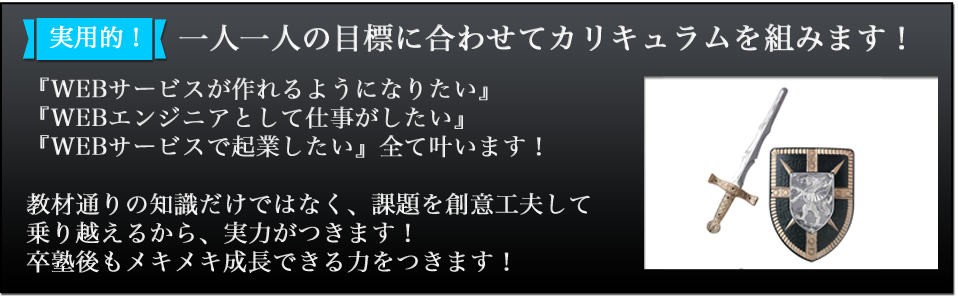 実用的！ 一人一人の目標に合わせてカリキュラムを組みます！
『WEBサービスが作れるようになりたい』
『WEBエンジニアとして仕事がしたい』
『WEBサービスで起業したい』全て叶います！
教材通りの知識だけではなく、課題を創意工夫して
乗り越えるから、実力がつきます！
卒塾後もメキメキ成長できる力をつきます！